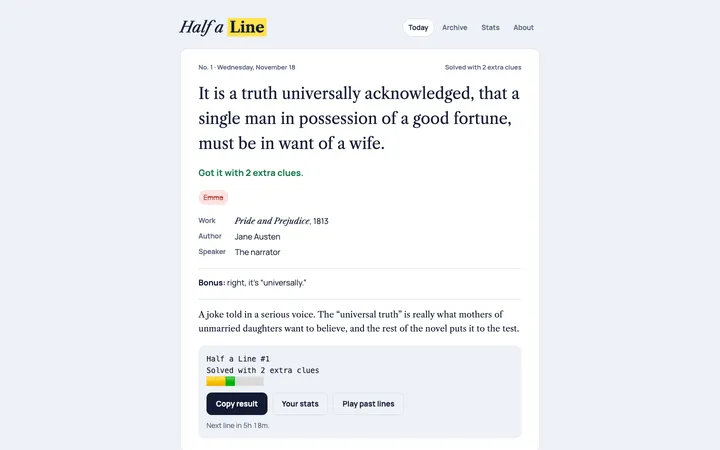 Half a Line
Today Archive Stats About
No. 1 · Wednesday, November 18
Solved with 2 extra clues
It is a truth universally acknowledged, that a
single man in possession of a good fortune,
must be in want of a wife.
Got it with 2 extra clues.
Emma
Work Pride and Prejudice, 1813
Author Jane Austen
Speaker The narrator
Bonus: right, it's “universally.”
A joke told in a serious voice. The “universal truth” is really what mothers of
unmarried daughters want to believe, and the rest of the novel puts it to the test.
Half a Line #1
Solved with 2 extra clues
Copy result Your stats Play past lines
Next line in 5h 18m.